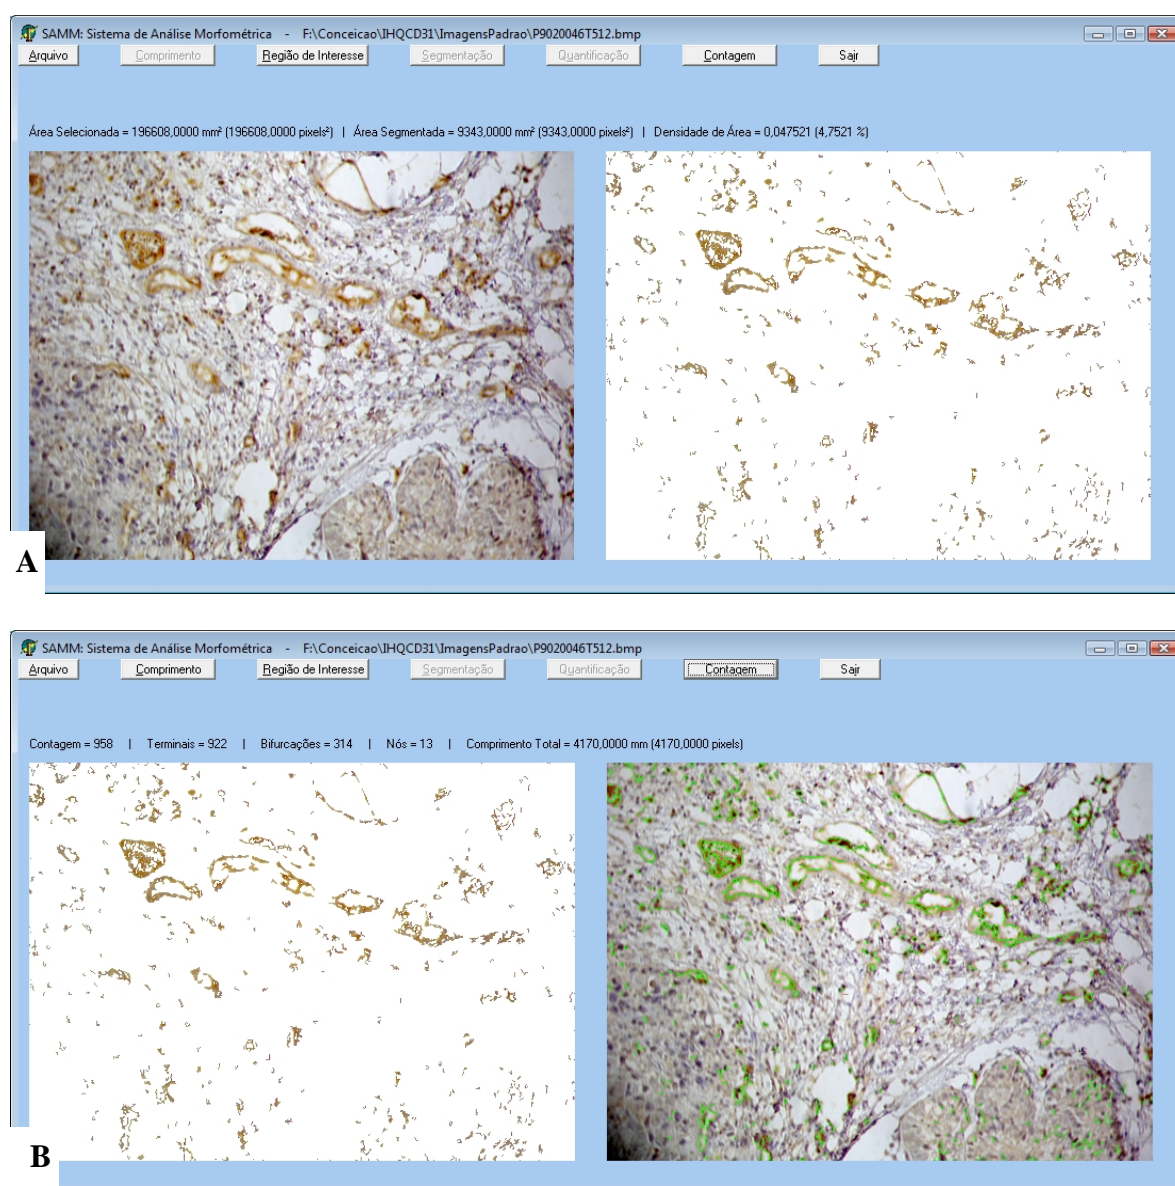 SAMM: Sistema de Análise Morfométrica - F:\Conceicao\IHQCD31\ImagensPadrao\P9020046T512.bmp
Arquivo Comprimento Região de Interesse Segmentação Quantificação Contagem Sair
Área Selecionada = 196608,0000 mm² (196608,0000 pixels²) | Área Segmentada = 9343,0000 mm² (9343,0000 pixels²) | Densidade de Área = 0,047521 (4,7521 %)
A
SAMM: Sistema de Análise Morfométrica - F:\Conceicao\IHQCD31\ImagensPadrao\P9020046T512.bmp
Arquivo Comprimento Região de Interesse Segmentação Quantificação Contagem Sair
Contagem = 958 | Terminais = 922 | Bifurcações = 314 | Nós = 13 | Comprimento Total = 4170,0000 mm (4170,0000 pixels)
B